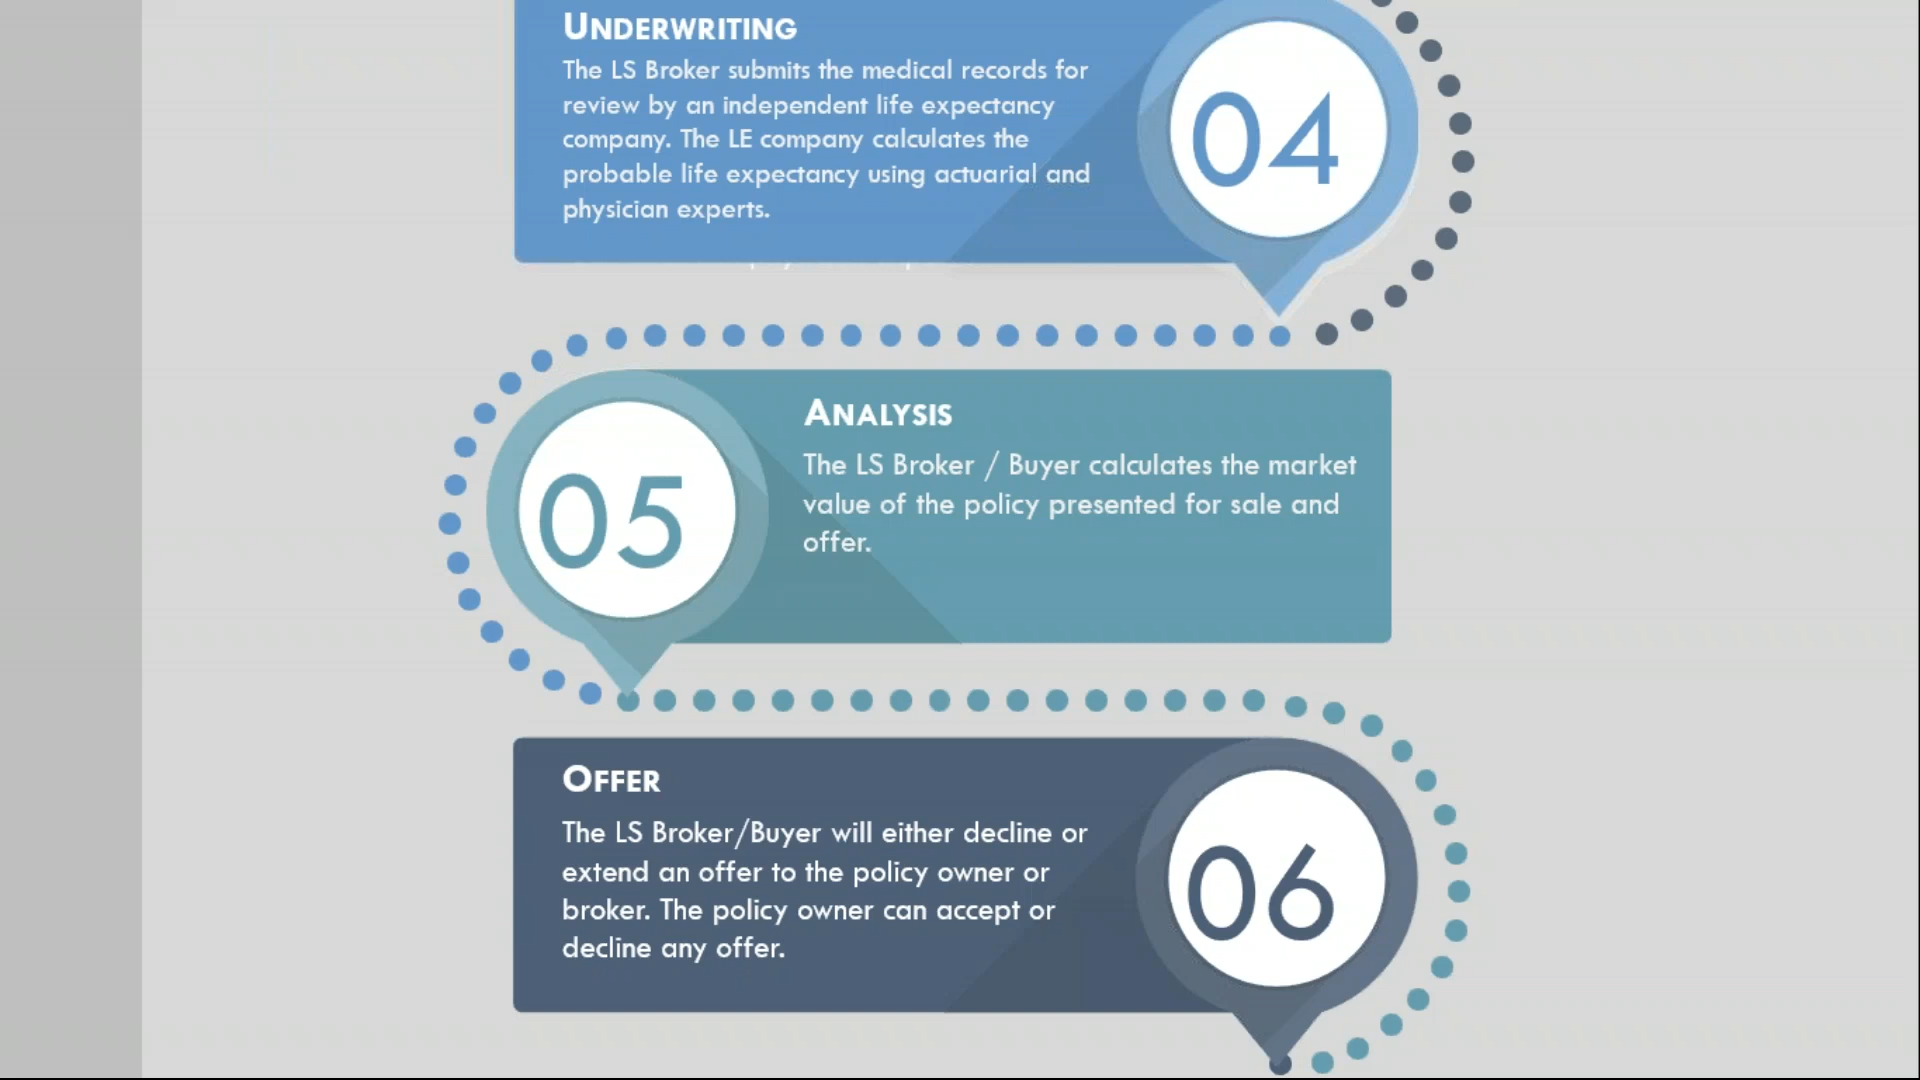 UNDERWRITING
The LS Broker submits the medical records for
review by an independent life expectancy
company. The LE company calculates the
probable life expectancy using actuarial and
physician experts.
04
05
ANALYSIS
The LS Broker / Buyer calculates the market
value of the policy presented for sale and
offer.
OFFER
The LS Broker/Buyer will either decline or
extend an offer to the policy owner or
broker. The policy owner can accept or
decline any offer.
06